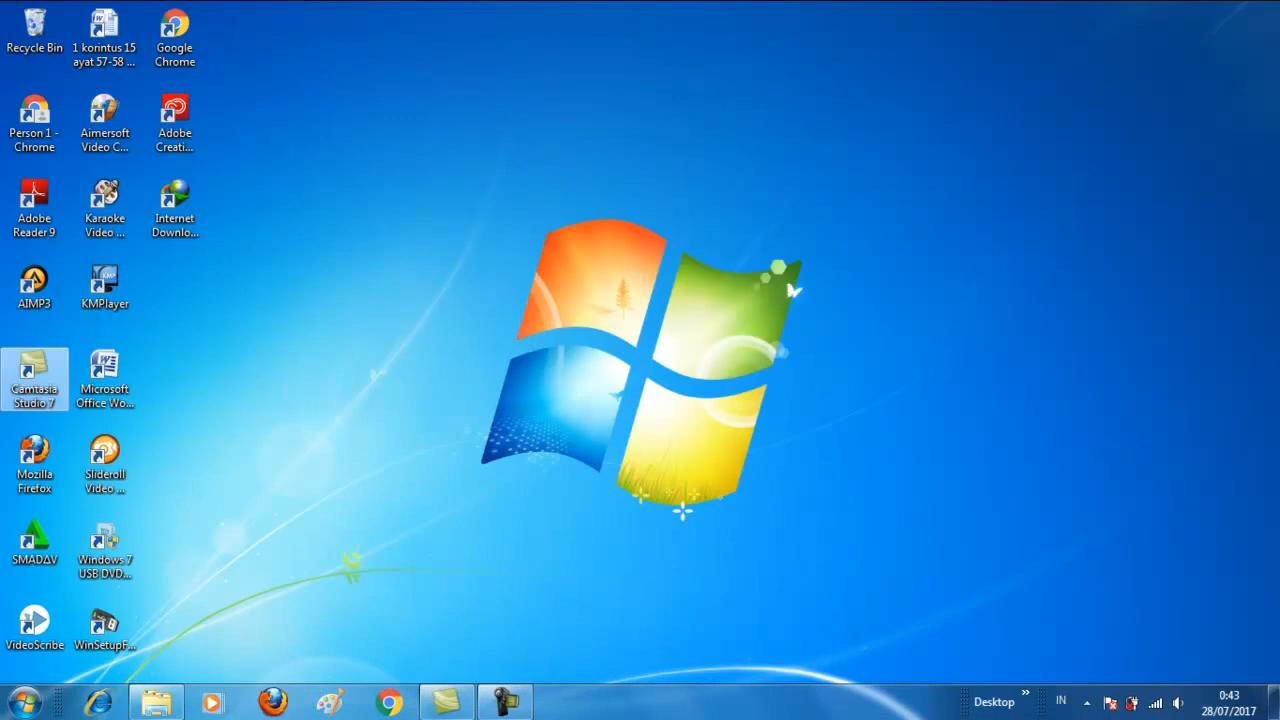 Recycle Bin
1 korintus 15
ayat 57-58 ...
Google
Chrome
Person 1 -
Chrome
Aimersoft
Video C...
Adobe
Creati...
Adobe
Reader 9
Karaoke
Video ...
Internet
Downlo...
AIMP3
KMPlayer
Camtasia
Studio 7
Microsoft
Office Wo...
Mozilla
Firefox
Slideroll
Video ...
SMADΔV
Windows 7
USB DVD...
VideoScribe
WinSetupF...
Desktop
IN
0:43
28/07/2017